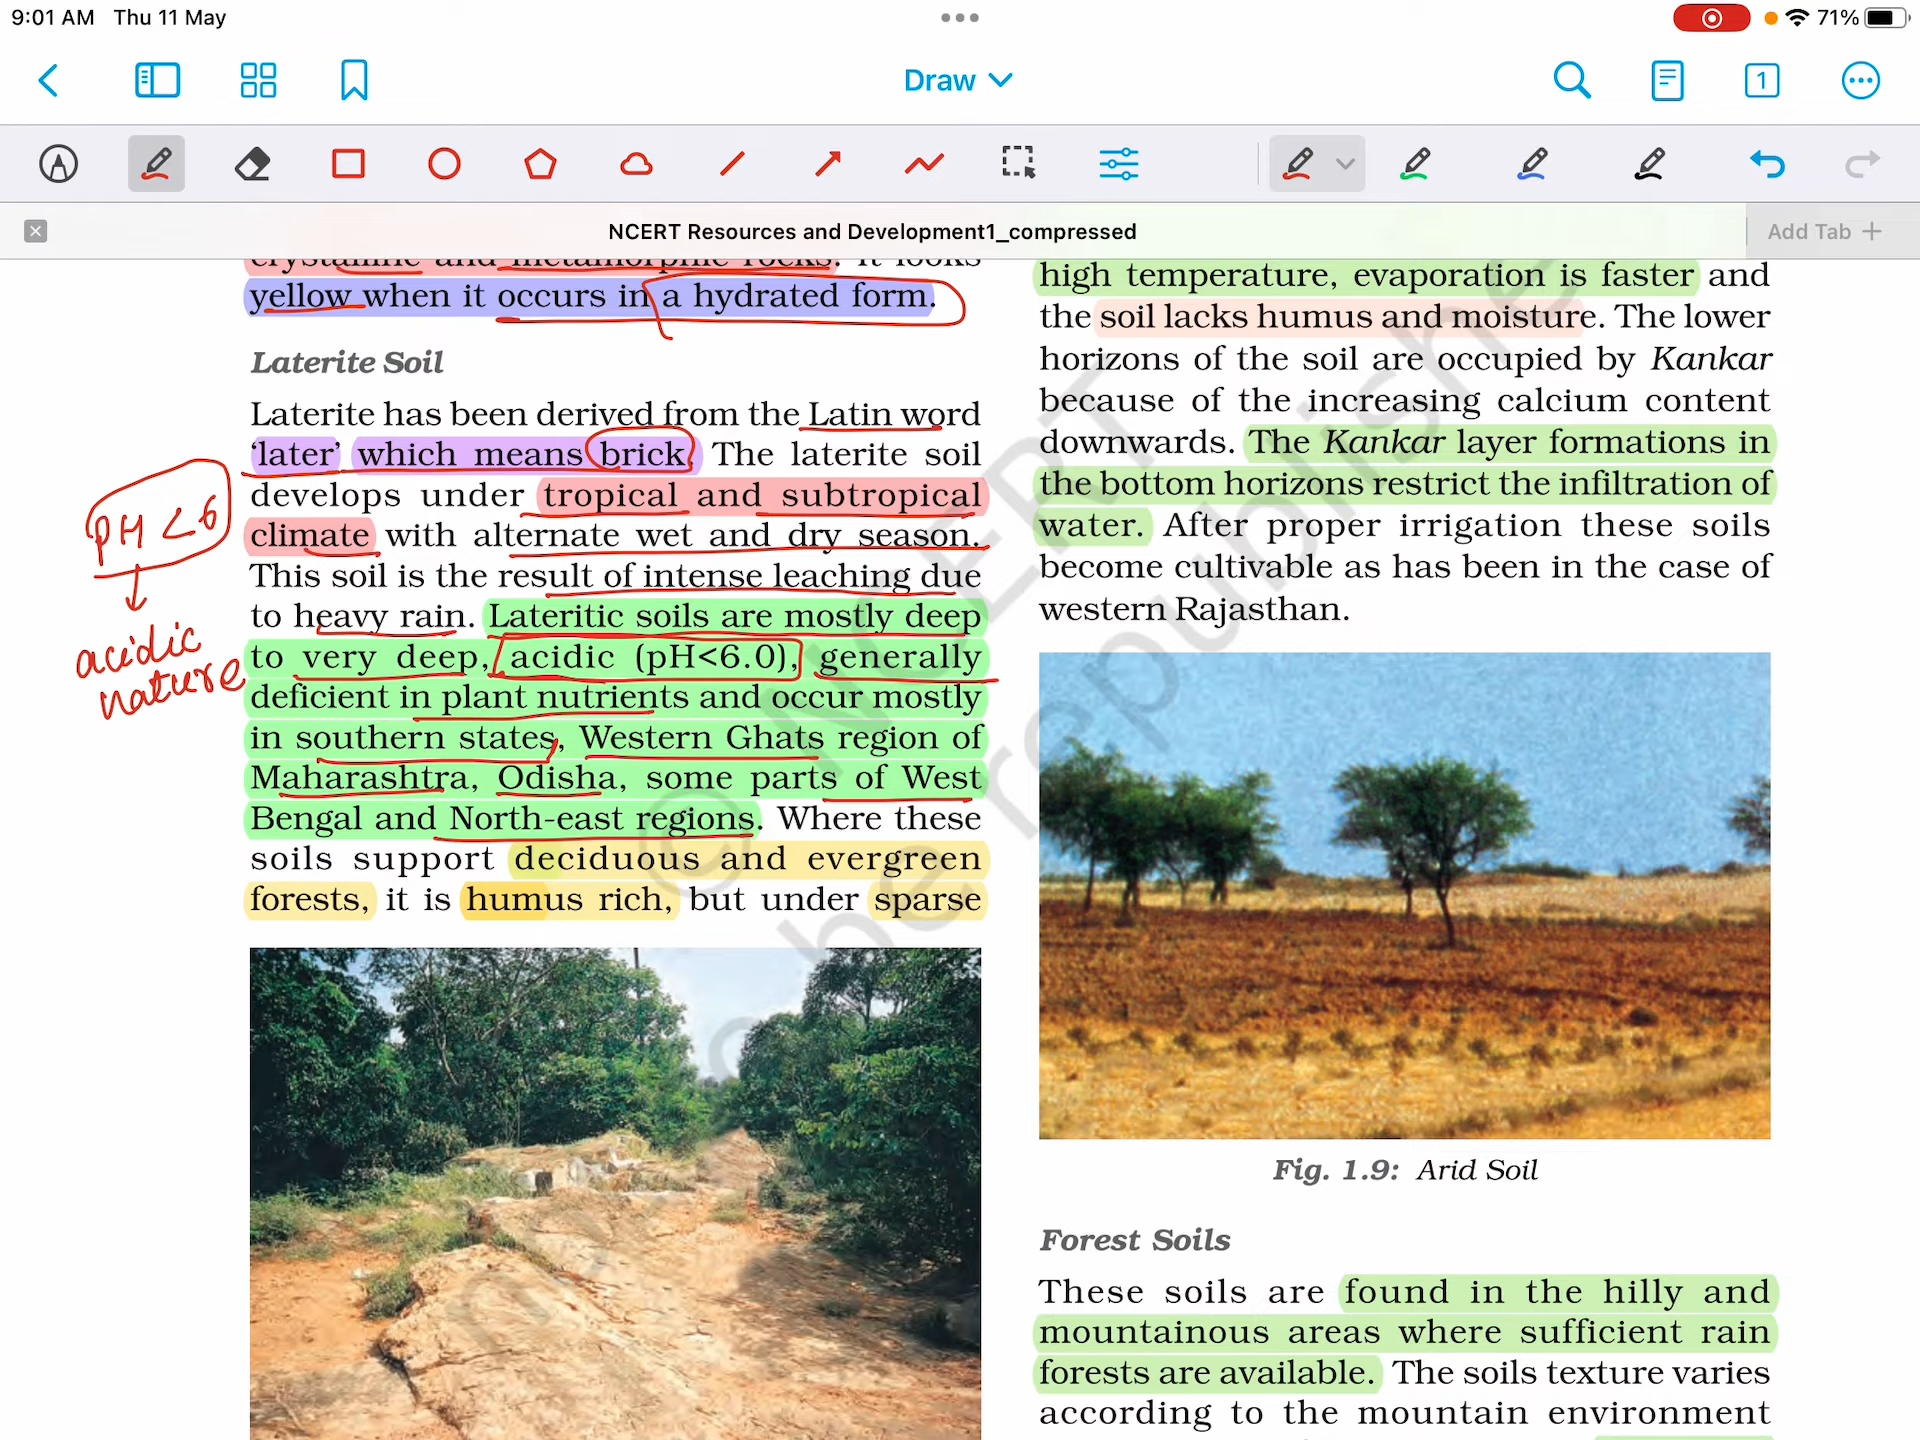 9:01 AM Thu 11 May
71%
Draw
1
NCERT Resources and Development1_compressed
Add Tab +
crystalline and metamorphic rocks. It looks
yellow when it occurs in a hydrated form.
Laterite Soil
Laterite has been derived from the Latin word
‘later’ which means brick. The laterite soil
develops under tropical and subtropical
climate with alternate wet and dry season.
This soil is the result of intense leaching due
to heavy rain. Lateritic soils are mostly deep
to very deep, acidic (pH<6.0), generally
deficient in plant nutrients and occur mostly
in southern states, Western Ghats region of
Maharashtra, Odisha, some parts of West
Bengal and North-east regions. Where these
soils support deciduous and evergreen
forests, it is humus rich, but under sparse
pH < 6
acidic
nature
high temperature, evaporation is faster and
the soil lacks humus and moisture. The lower
horizons of the soil are occupied by Kankar
because of the increasing calcium content
downwards. The Kankar layer formations in
the bottom horizons restrict the infiltration of
water. After proper irrigation these soils
become cultivable as has been in the case of
western Rajasthan.
Fig. 1.9: Arid Soil
Forest Soils
These soils are found in the hilly and
mountainous areas where sufficient rain
forests are available. The soils texture varies
according to the mountain environment
© NCERT
be republishe